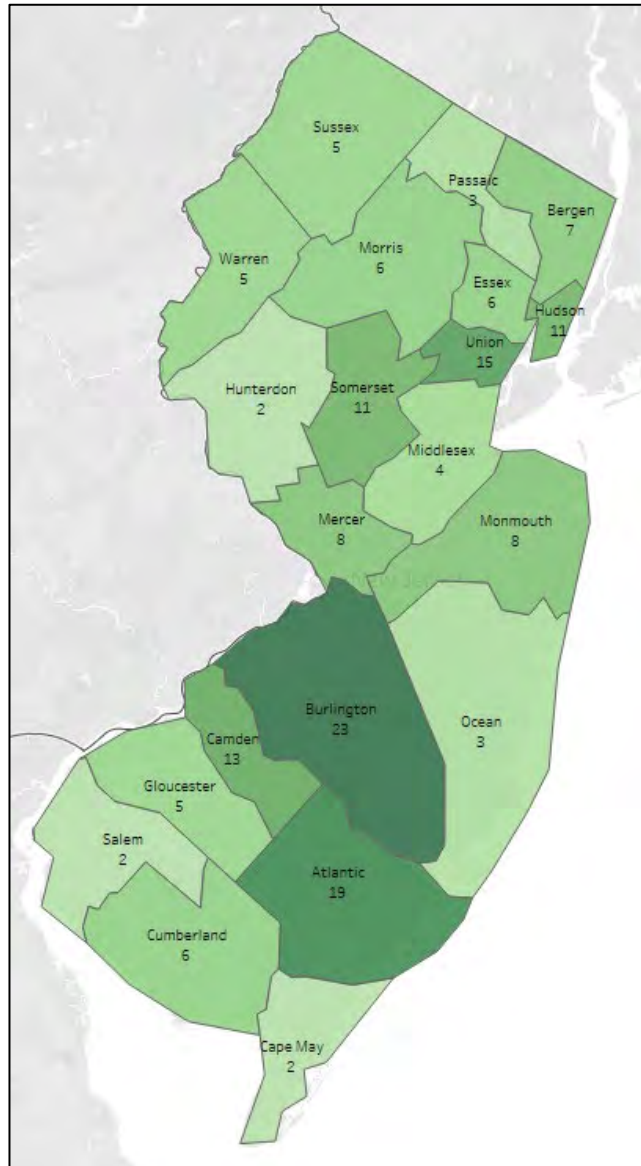 Sussex
5
Passaic
3
Bergen
7
Warren
5
Morris
6
Essex
6
Hudson
11
Union
15
Hunterdon
2
Somerset
11
Middlesex
4
Mercer
8
Monmouth
8
New Jersey
Burlington
23
Ocean
3
Camden
13
Gloucester
5
Salem
2
Atlantic
19
Cumberland
6
Cape May
2